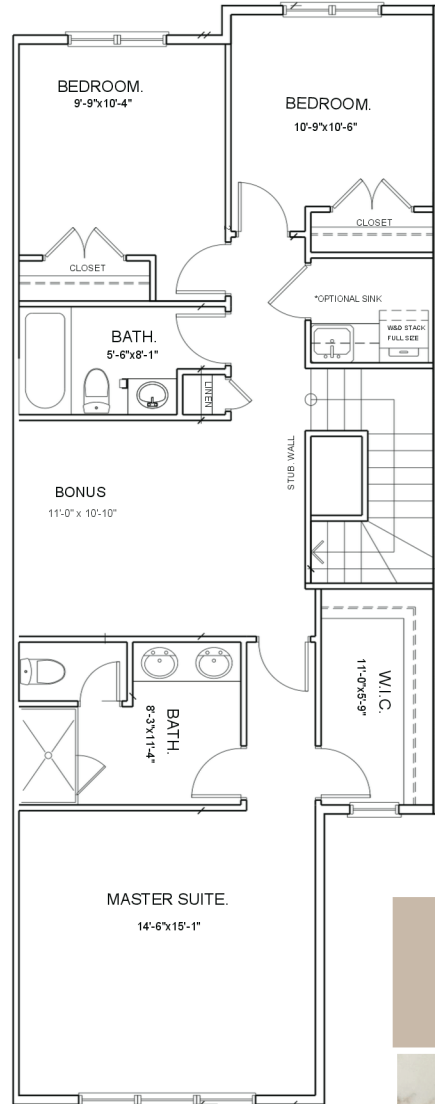 BEDROOM.
9'-9"x10'-4"
BEDROOM.
10'-9"x10'-6"
CLOSET
CLOSET
*OPTIONAL SINK
W&D STACK
FULL SIZE
BATH.
5'-6"x8'-1"
LINEN
STUB. WALL
BONUS
11'-0" x 10'-10"
W.I.C.
11'-0"x5'-9"
BATH.
8'-3"x11'-4"
MASTER SUITE.
14'-6"x15'-1"